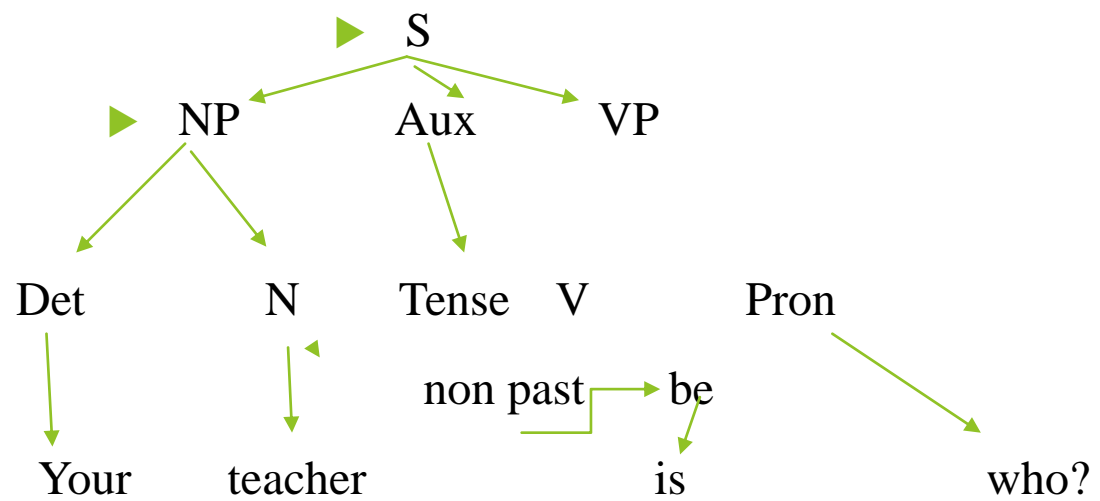 S
NP Aux VP
Det N Tense V Pron
non past be
Your teacher is who?